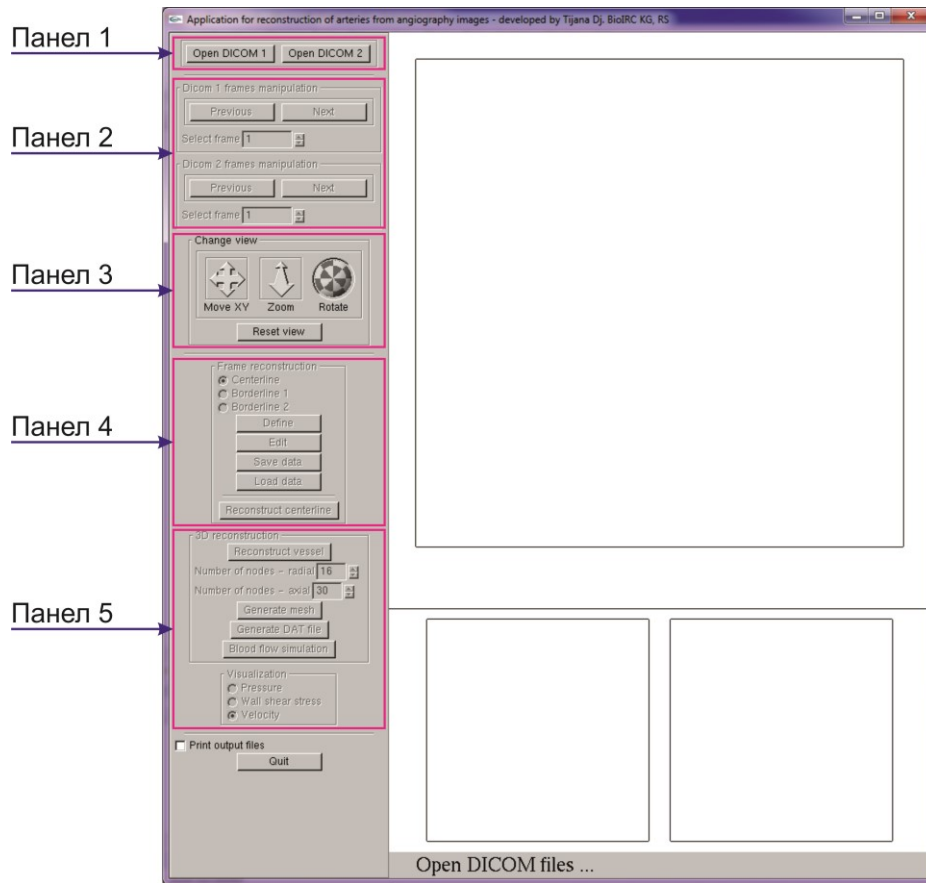 Application for reconstruction of arteries from angiography images - developed by Tijana Dj. BioIRC KG, RS
Панел 1
Open DICOM 1 Open DICOM 2
Панел 2
Dicom 1 frames manipulation
Previous Next
Select frame 1
Dicom 2 frames manipulation
Previous Next
Select frame 1
Панел 3
Change view
Move XY Zoom Rotate
Reset view
Панел 4
Frame reconstruction
Centerline
Borderline 1
Borderline 2
Define
Edit
Save data
Load data
Reconstruct centerline
Панел 5
3D reconstruction
Reconstruct vessel
Number of nodes - radial 16
Number of nodes - axial 30
Generate mesh
Generate DAT file
Blood flow simulation
Visualization
Pressure
Wall shear stress
Velocity
Print output files
Quit
Open DICOM files ...